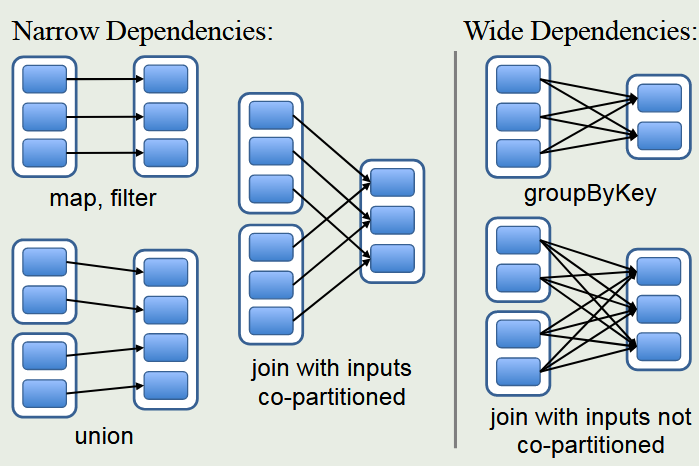 Narrow Dependencies:
map, filter
union
join with inputs
co-partitioned
Wide Dependencies:
groupByKey
join with inputs not
co-partitioned